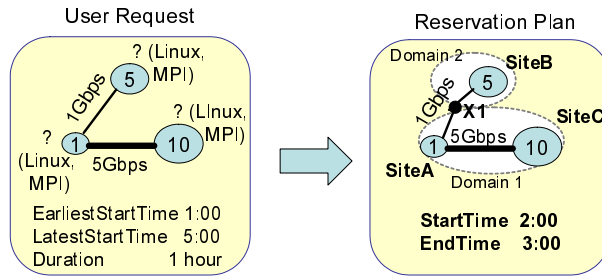 User Request
? (Linux,
MPI)
5
1Gbps
? (LInux,
MPI)
?
(Linux,
MPI)
1
5Gbps
10
EarliestStartTime 1:00
LatestStartTime 5:00
Duration 1 hour
Reservation Plan
Domain 2
SiteB
5
1Gbps
X1
SiteC
5Gbps
1
10
SiteA
Domain 1
StartTime 2:00
EndTime 3:00